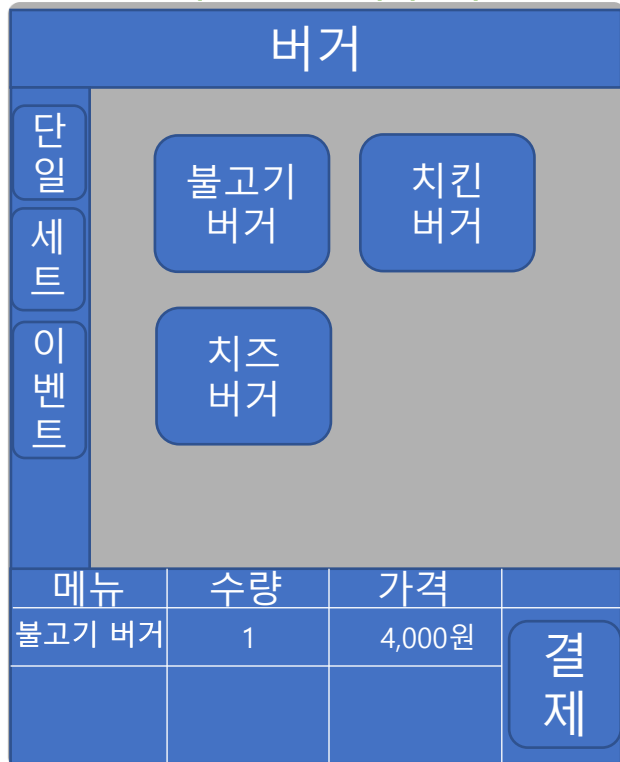 버거
단
일
세
트
이
벤
트
불고기
버거
치킨
버거
치즈
버거
메뉴 수량 가격
불고기 버거 1 4,000원
결
제